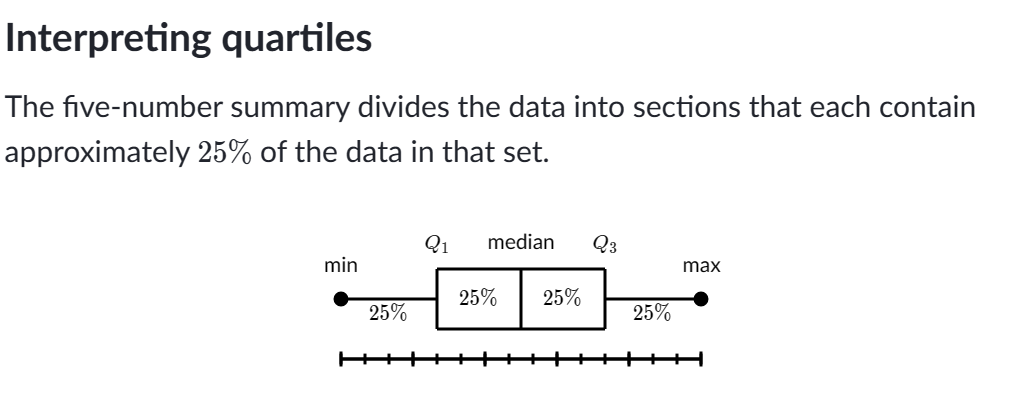 Interpreting quartiles
The five-number summary divides the data into sections that each contain
approximately 25% of the data in that set.
Q₁ median Q₃
min max
25% 25%
25% 25%